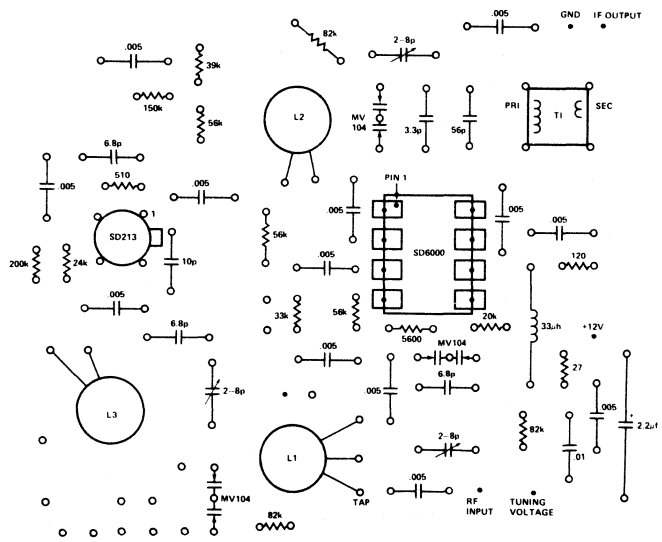 .005
GND
IF OUTPUT
82k
2–8p
.005
39k
150k
56k
L2
MV
104
3.3p
56p
PRI
TI
SEC
6.8p
510
.005
.005
PIN 1
.005
.005
1
SD213
56k
SD6000
.005
200k
24k
10p
.005
120
.005
33k
56k
20k
33µh
+12V
5600
6.8p
.005
MV104
27
2–8p
.005
6.8p
L3
.005
2.2µf
+
82k
.01
2–8p
L1
MV104
TAP
.005
RF
INPUT
TUNING
VOLTAGE
82k